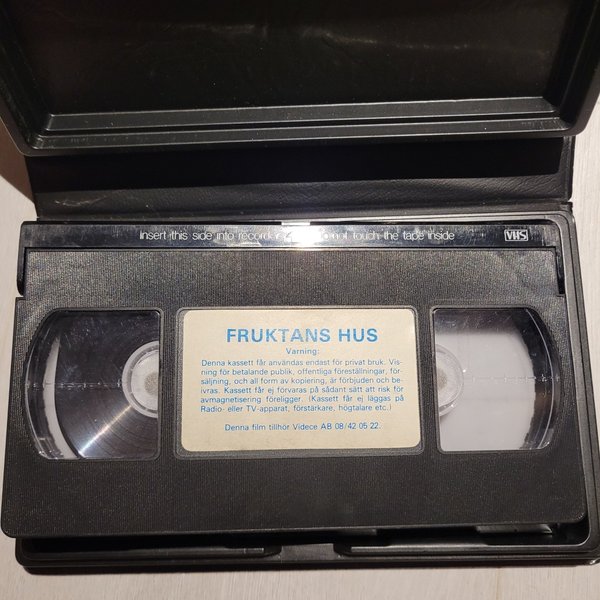 Insert this side into recorder not touch the tape inside
VHS
FRUKTANS HUS
Varning:
Denna kassett får användas endast för privat bruk. Vis-
ning för betalande publik, offentliga föreställningar, för-
säljning, och all form av kopiering, är förbjuden och be-
ivras. Kassett får ej förvaras på sådant sätt att risk för
avmagnetisering föreligger. (Kassett får ej läggas på
Radio- eller TV-apparat, förstärkare, högtalare etc.)
Denna film tillhör Videce AB 08/42 05 22.